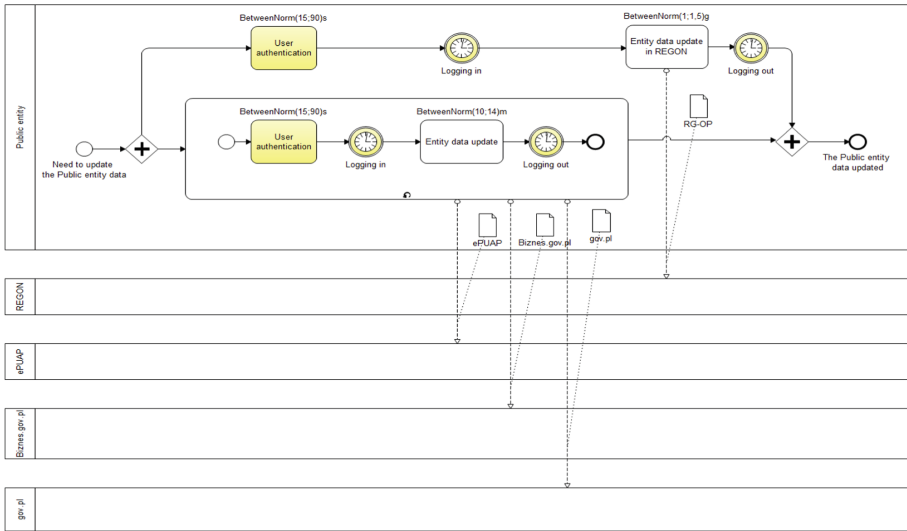 BetweenNorm(15;90)s
BetweenNorm(1;1,5)g
User
authentication
Logging in
Entity data update
in REGON
Logging out
Public entity
RG-OP
BetweenNorm(15;90)s
BetweenNorm(10;14)m
User
authentication
Logging in
Entity data update
Logging out
Need to update
the Public entity data
The Public entity
data updated
ePUAP
Biznes.gov.pl
gov.pl
REGON
ePUAP
Biznes.gov.pl
gov.pl